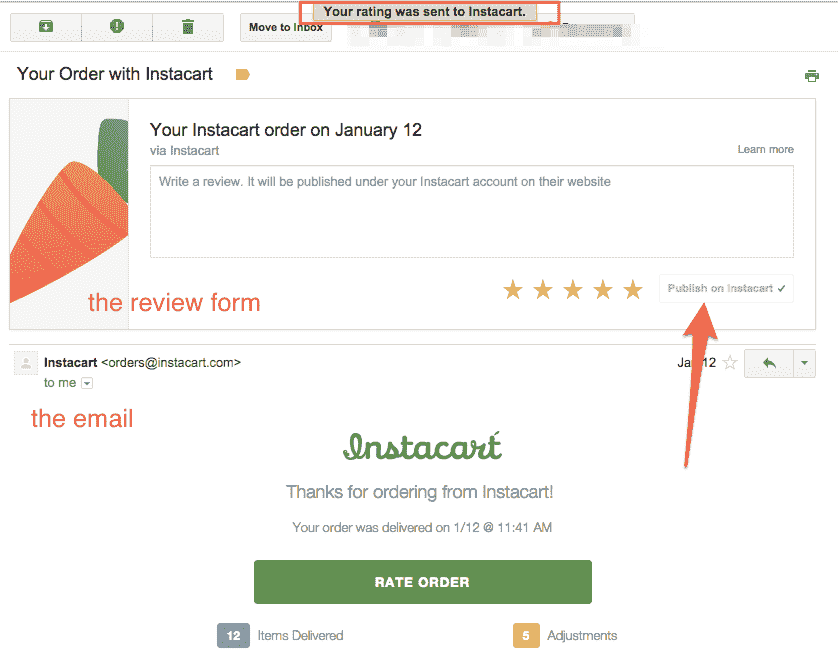 Your rating was sent to Instacart.
Move to Inbox
Your Order with Instacart
Your Instacart order on January 12
via Instacart
Learn more
Write a review. It will be published under your Instacart account on their website
Publish on Instacart ✓
the review form
Instacart <orders@instacart.com>
12
to me
the email
Instacart
Thanks for ordering from Instacart!
Your order was delivered on 1/12 @ 11:41 AM
RATE ORDER
12 Items Delivered
5 Adjustments